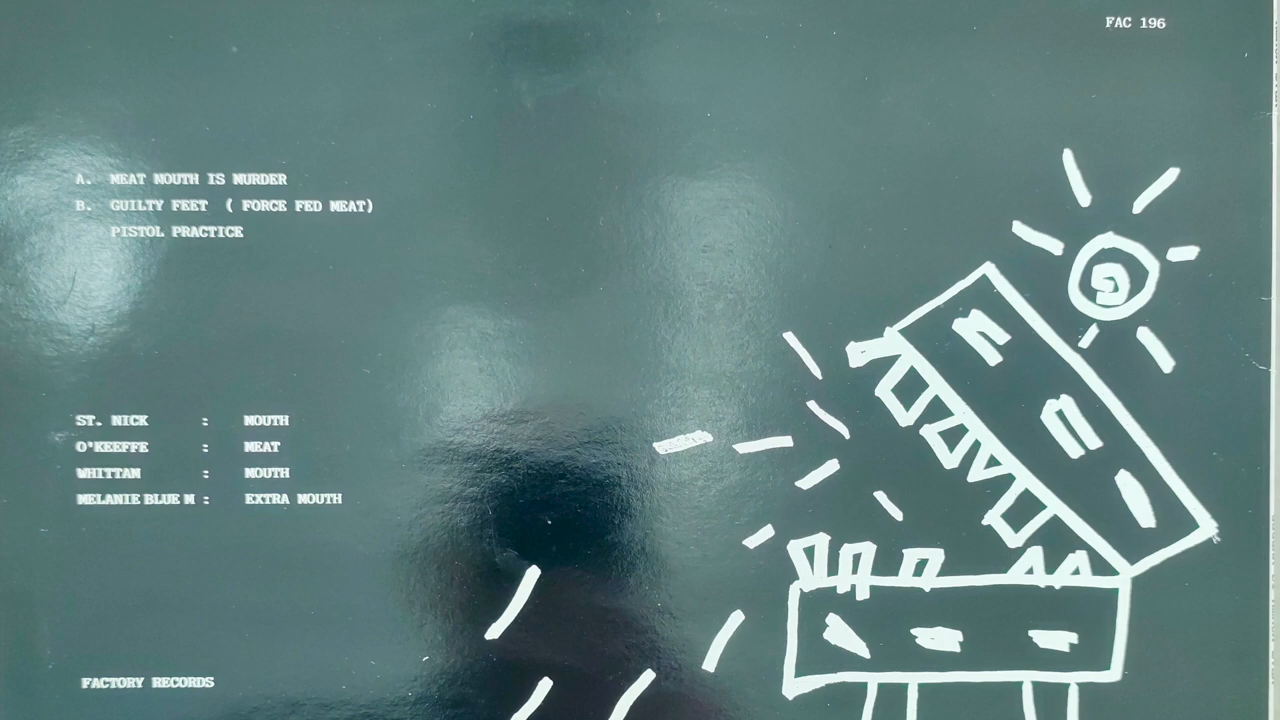 FAC 196
A. MEAT MOUTH IS MURDER
B. GUILTY FEET ( FORCE FED MEAT)
PISTOL PRACTICE
ST. NICK : MOUTH
O'KEEFFE : MEAT
WHITTAM : MOUTH
MELANIE BLUE M : EXTRA MOUTH
FACTORY RECORDS